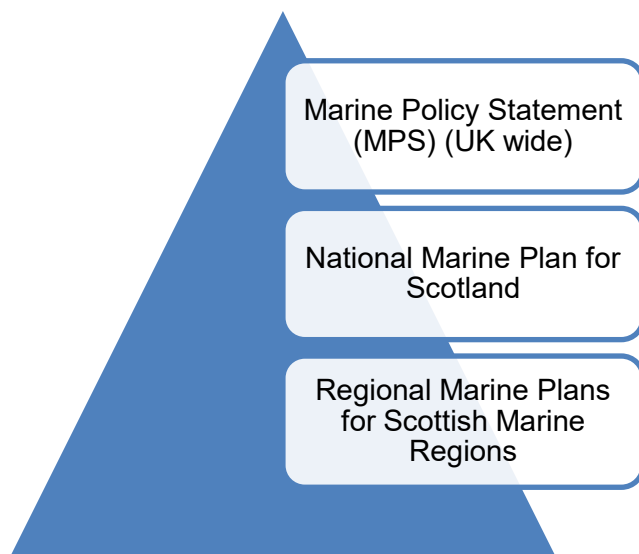 Marine Policy Statement
(MPS) (UK wide)
National Marine Plan for
Scotland
Regional Marine Plans
for Scottish Marine
Regions